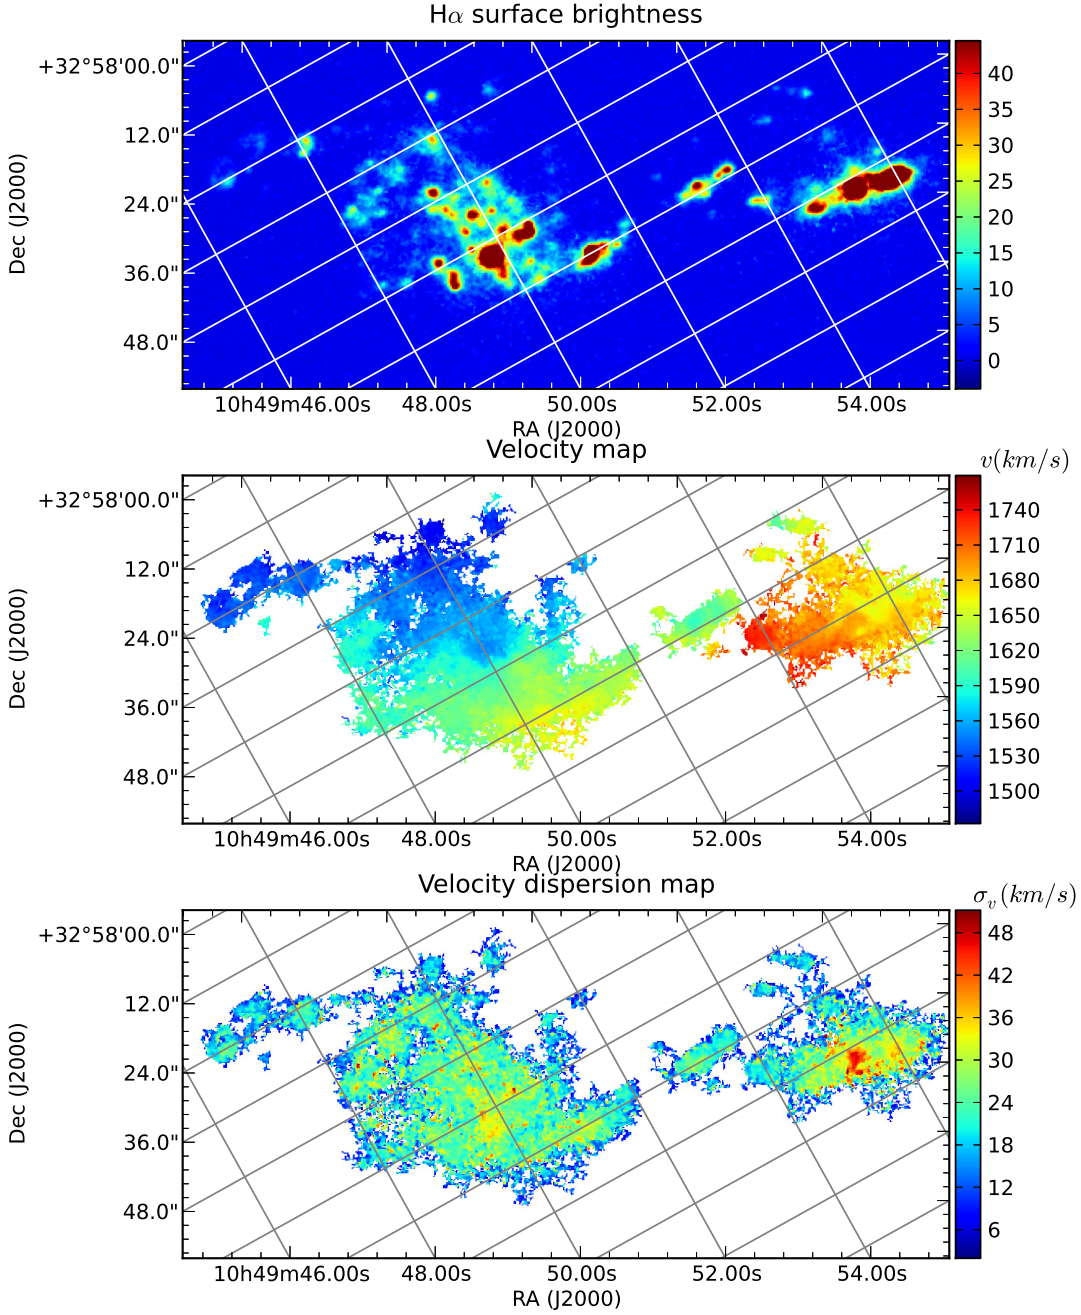 Hα surface brightness
+32°58'00.0"
12.0"
24.0"
36.0"
48.0"
Dec (J2000)
10h49m46.00s 48.00s 50.00s 52.00s 54.00s
RA (J2000)
40
35
30
25
20
15
10
5
0
Velocity map
v(km/s)
+32°58'00.0"
12.0"
24.0"
36.0"
48.0"
Dec (J2000)
10h49m46.00s 48.00s 50.00s 52.00s 54.00s
RA (J2000)
1740
1710
1680
1650
1620
1590
1560
1530
1500
Velocity dispersion map
σ_v(km/s)
+32°58'00.0"
12.0"
24.0"
36.0"
48.0"
Dec (J2000)
10h49m46.00s 48.00s 50.00s 52.00s 54.00s
RA (J2000)
48
42
36
30
24
18
12
6